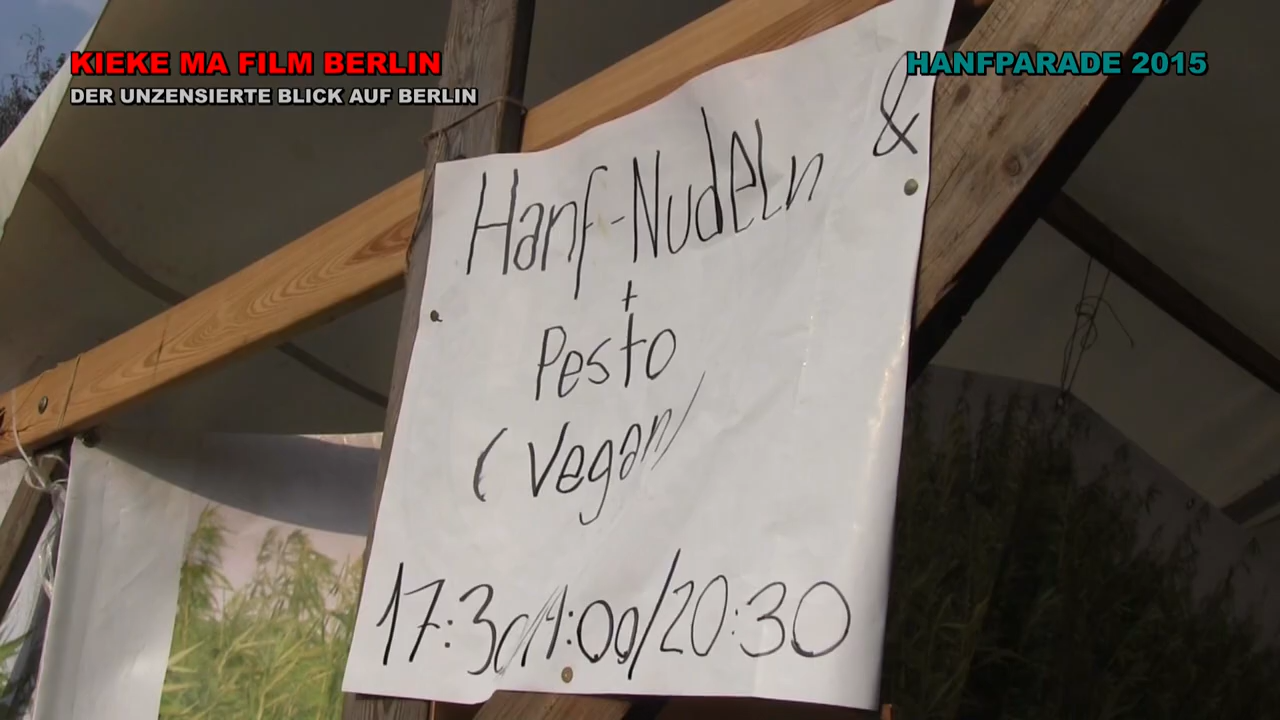 KIEKE MA FILM BERLIN
DER UNZENSIERTE BLICK AUF BERLIN
HANFPARADE 2015
Hanf-Nudeln &
+
Pesto
(Vegan)
17:30/ :00/20:30